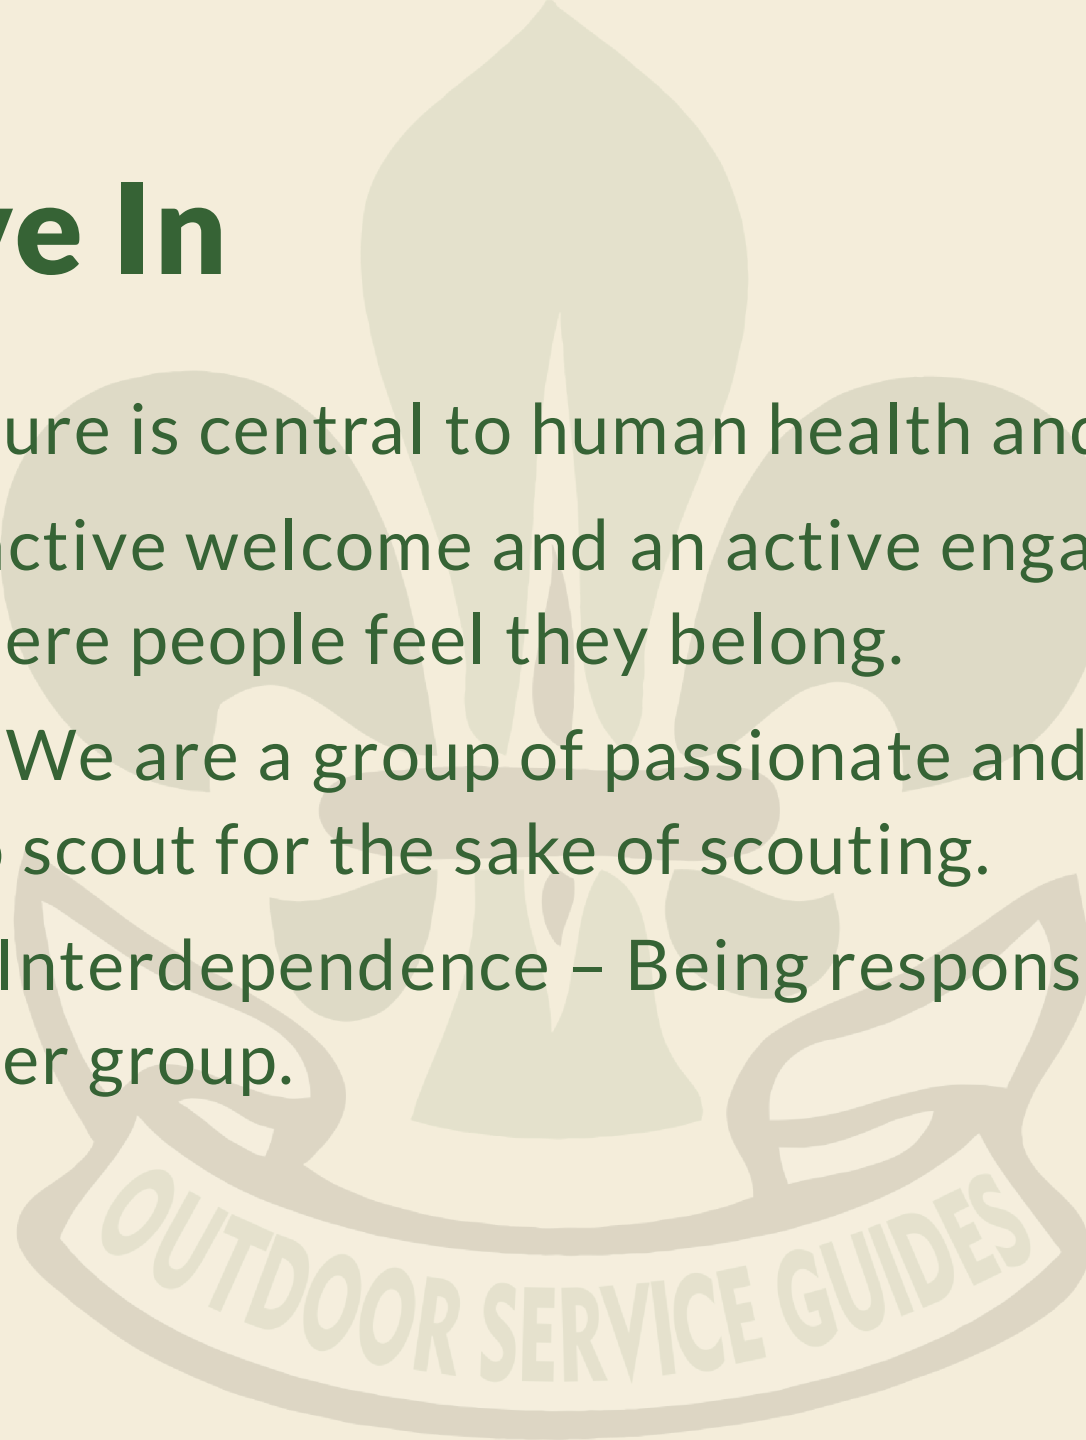 ve In
ure is central to human health and
active welcome and an active enga
ere people feel they belong.
We are a group of passionate and
o scout for the sake of scouting.
Interdependence – Being respons
er group.
OUTDOOR SERVICE GUIDES